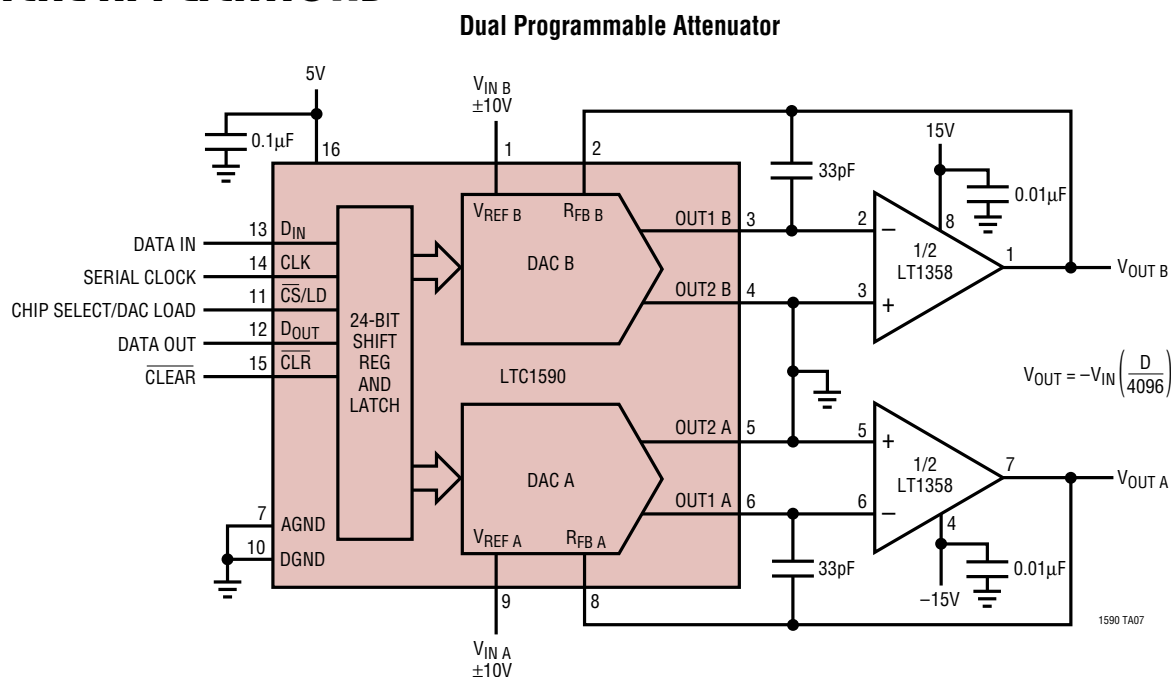 Dual Programmable Attenuator
5V
0.1µF
16
V_IN B
±10V
1
2
33pF
15V
0.01µF
8
V_REF B
R_FB B
DAC B
OUT1 B
3
2
–
1/2
LT1358
1
V_OUT B
OUT2 B
4
3
+
DATA IN
13
D_IN
SERIAL CLOCK
14
CLK
CHIP SELECT/DAC LOAD
11
C̅S̅/LD
DATA OUT
12
D_OUT
C̅L̅E̅A̅R̅
15
C̅L̅R̅
24-BIT
SHIFT
REG
AND
LATCH
LTC1590
V_OUT = –V_IN (D/4096)
OUT2 A
5
5
+
1/2
LT1358
7
V_OUT A
DAC A
OUT1 A
6
6
–
4
7
AGND
10
DGND
V_REF A
R_FB A
33pF
–15V
0.01µF
9
8
V_IN A
±10V
1590 TA07